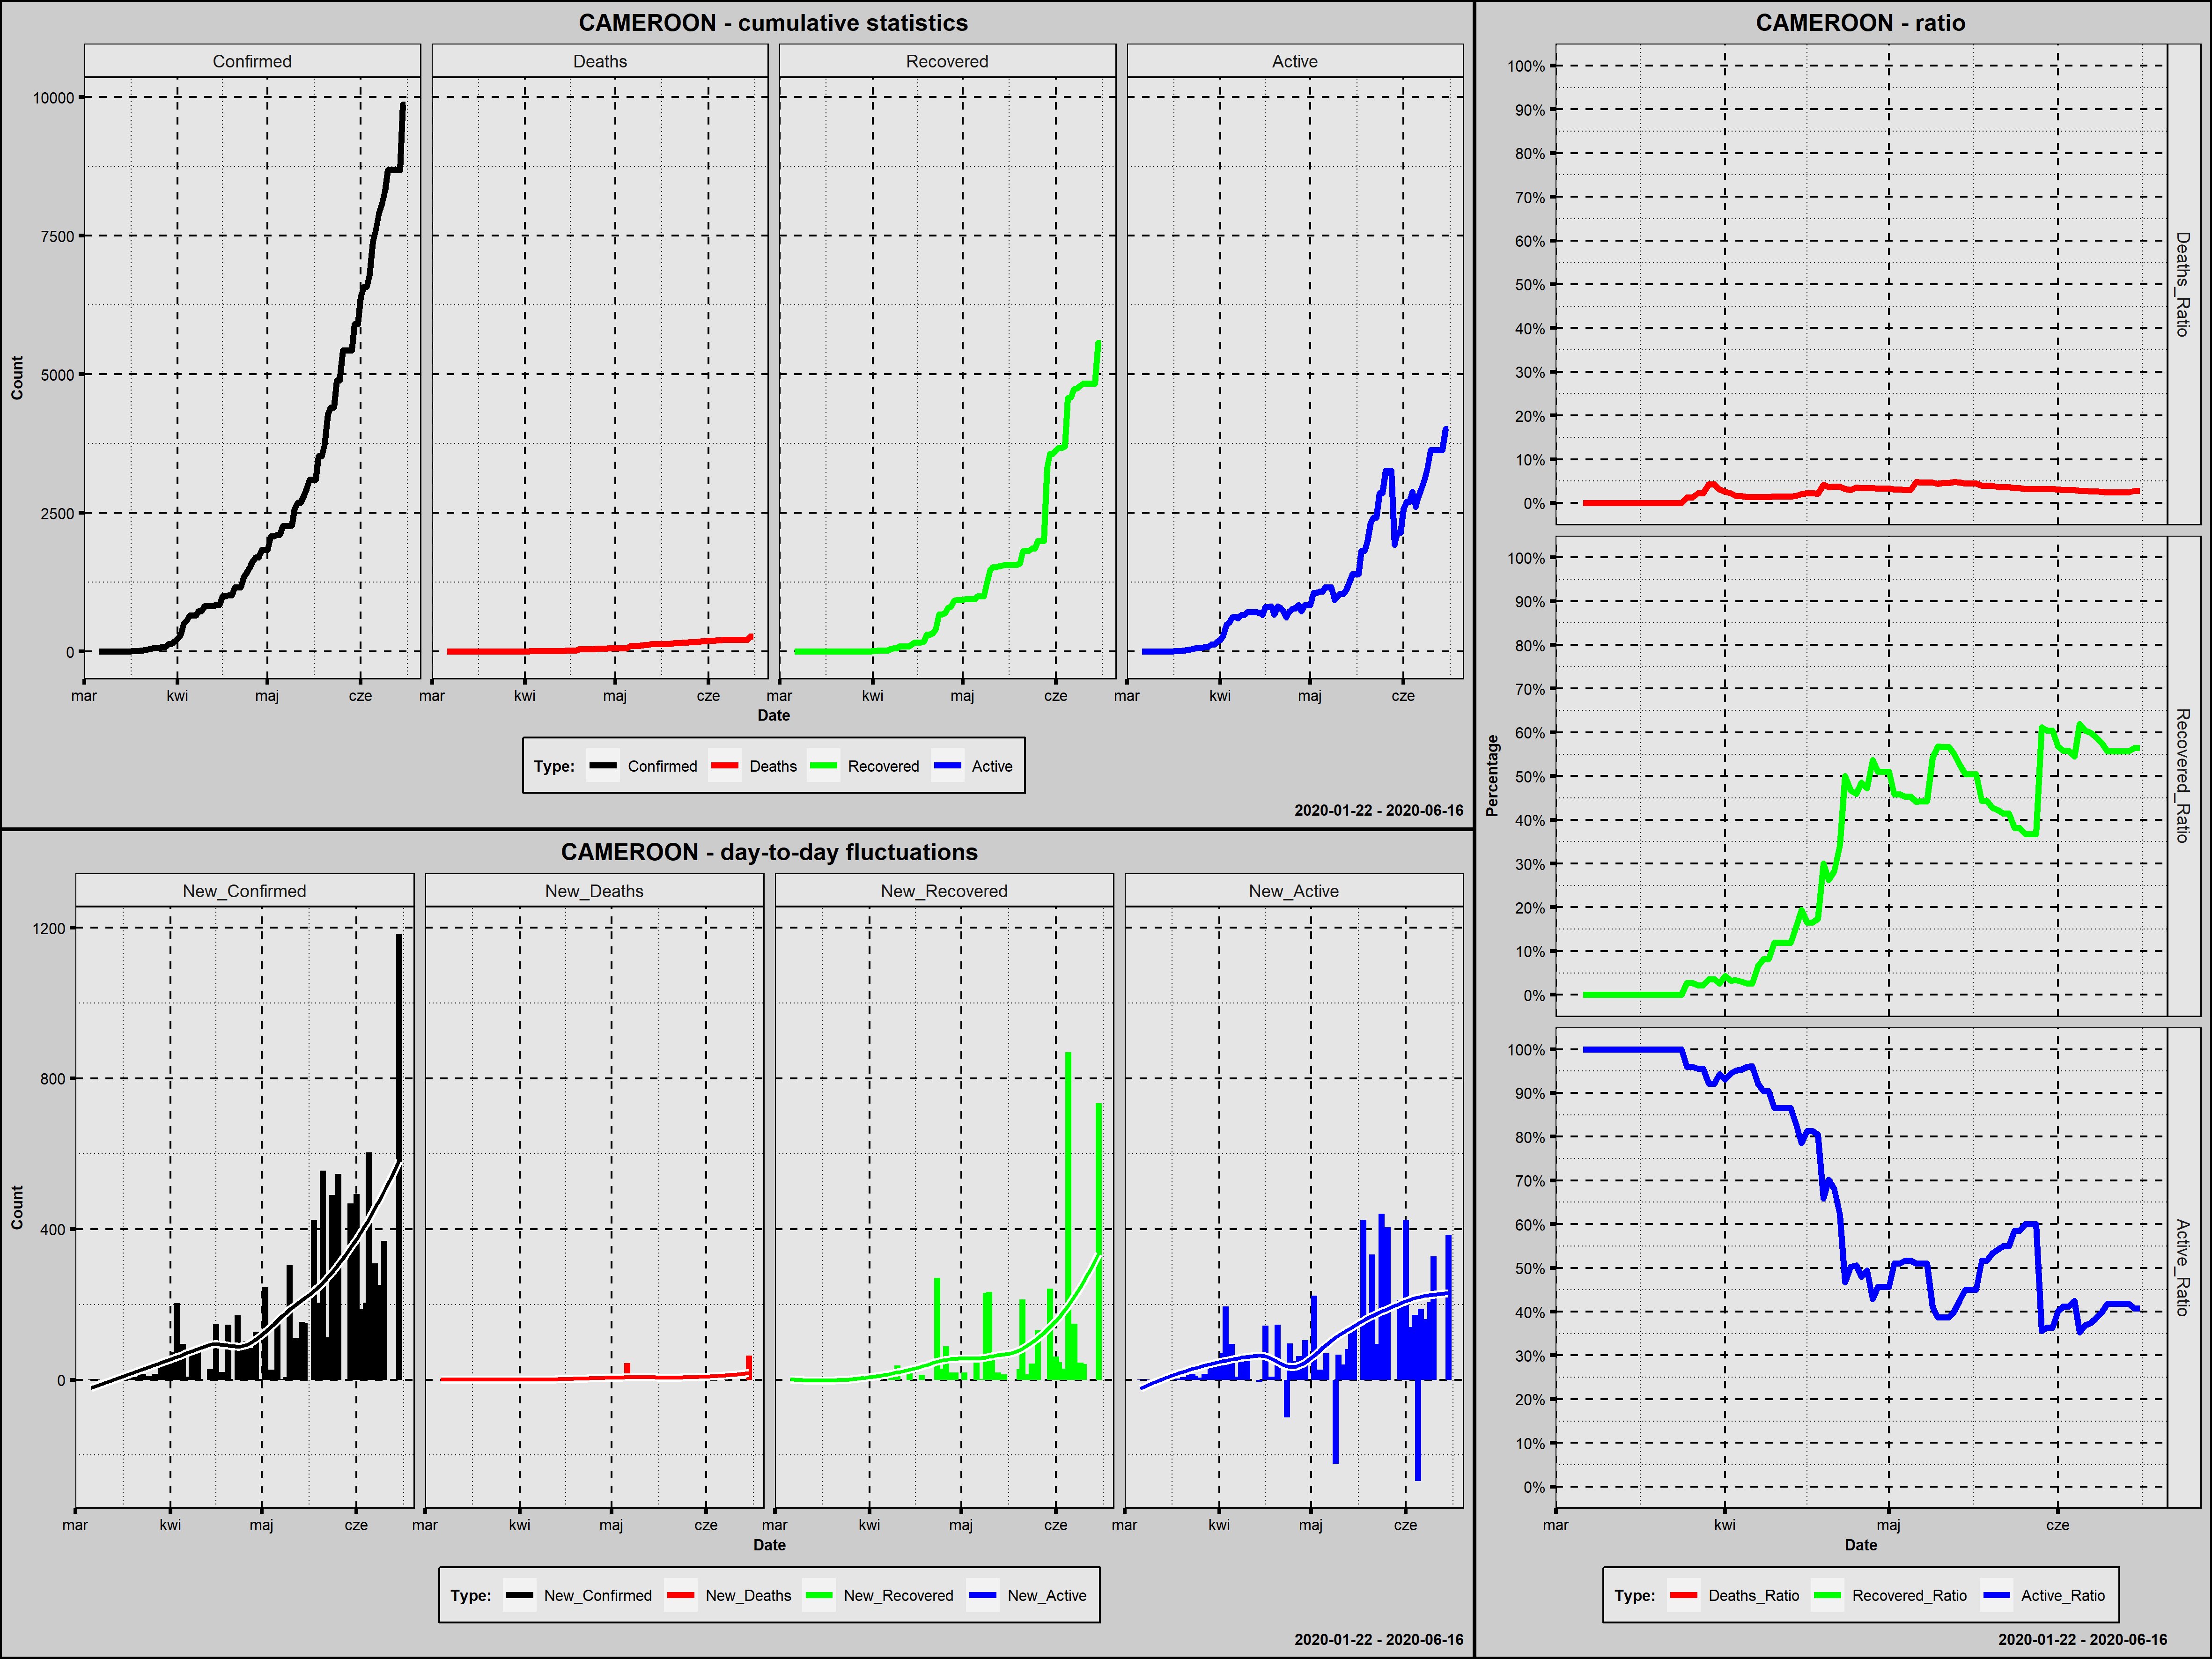 CAMEROON - cumulative statistics
Confirmed Deaths Recovered Active
10000
7500
5000
2500
0
Count
mar kwi maj cze mar kwi maj cze mar kwi maj cze mar kwi maj cze
Date
Type: Confirmed Deaths Recovered Active
2020-01-22 - 2020-06-16
CAMEROON - day-to-day fluctuations
New_Confirmed New_Deaths New_Recovered New_Active
1200
800
400
0
Count
mar kwi maj cze mar kwi maj cze mar kwi maj cze mar kwi maj cze
Date
Type: New_Confirmed New_Deaths New_Recovered New_Active
2020-01-22 - 2020-06-16
CAMEROON - ratio
100%
90%
80%
70%
60%
50%
40%
30%
20%
10%
0%
Deaths_Ratio
100%
90%
80%
70%
60%
50%
40%
30%
20%
10%
0%
Recovered_Ratio
Percentage
100%
90%
80%
70%
60%
50%
40%
30%
20%
10%
0%
Active_Ratio
mar kwi maj cze
Date
Type: Deaths_Ratio Recovered_Ratio Active_Ratio
2020-01-22 - 2020-06-16